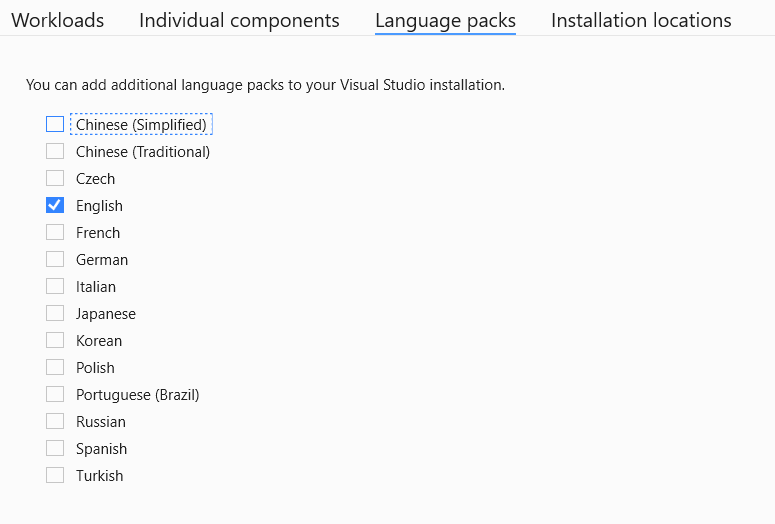 Workloads Individual components Language packs Installation locations
You can add additional language packs to your Visual Studio installation.
Chinese (Simplified)
Chinese (Traditional)
Czech
English
French
German
Italian
Japanese
Korean
Polish
Portuguese (Brazil)
Russian
Spanish
Turkish